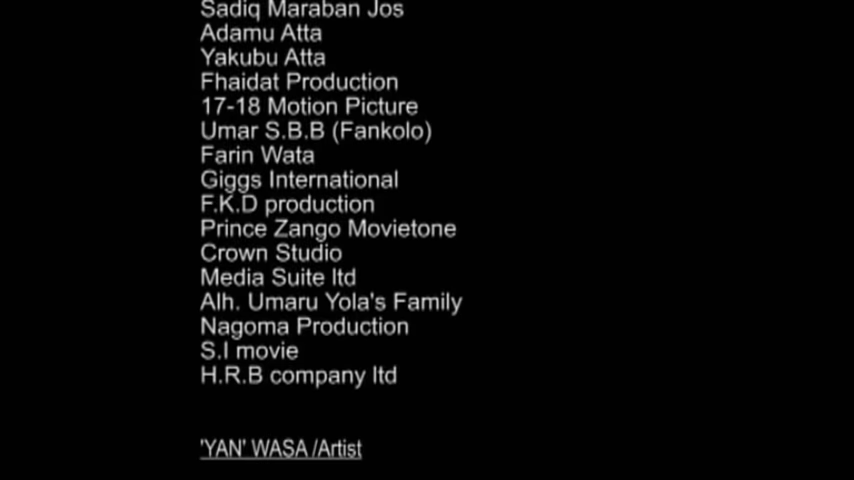 Sadiq Maraban Jos
Adamu Atta
Yakubu Atta
Fhaidat Production
17-18 Motion Picture
Umar S.B.B (Fankolo)
Farin Wata
Giggs International
F.K.D production
Prince Zango Movietone
Crown Studio
Media Suite ltd
Alh. Umaru Yola's Family
Nagoma Production
S.I movie
H.R.B company ltd
'YAN' WASA /Artist